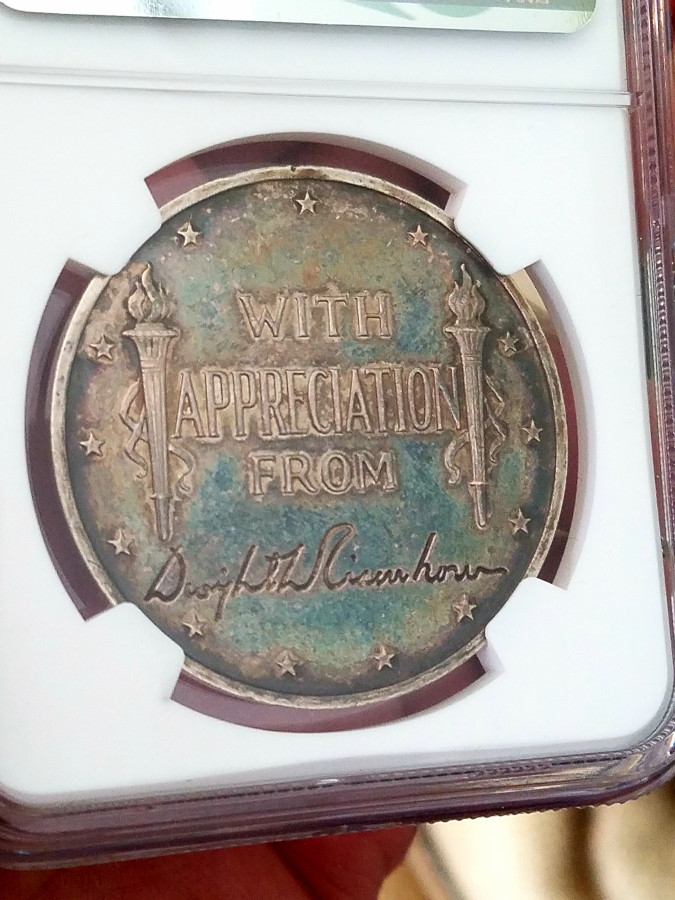 WITH
APPRECIATION
FROM
Dwight D Eisenhower